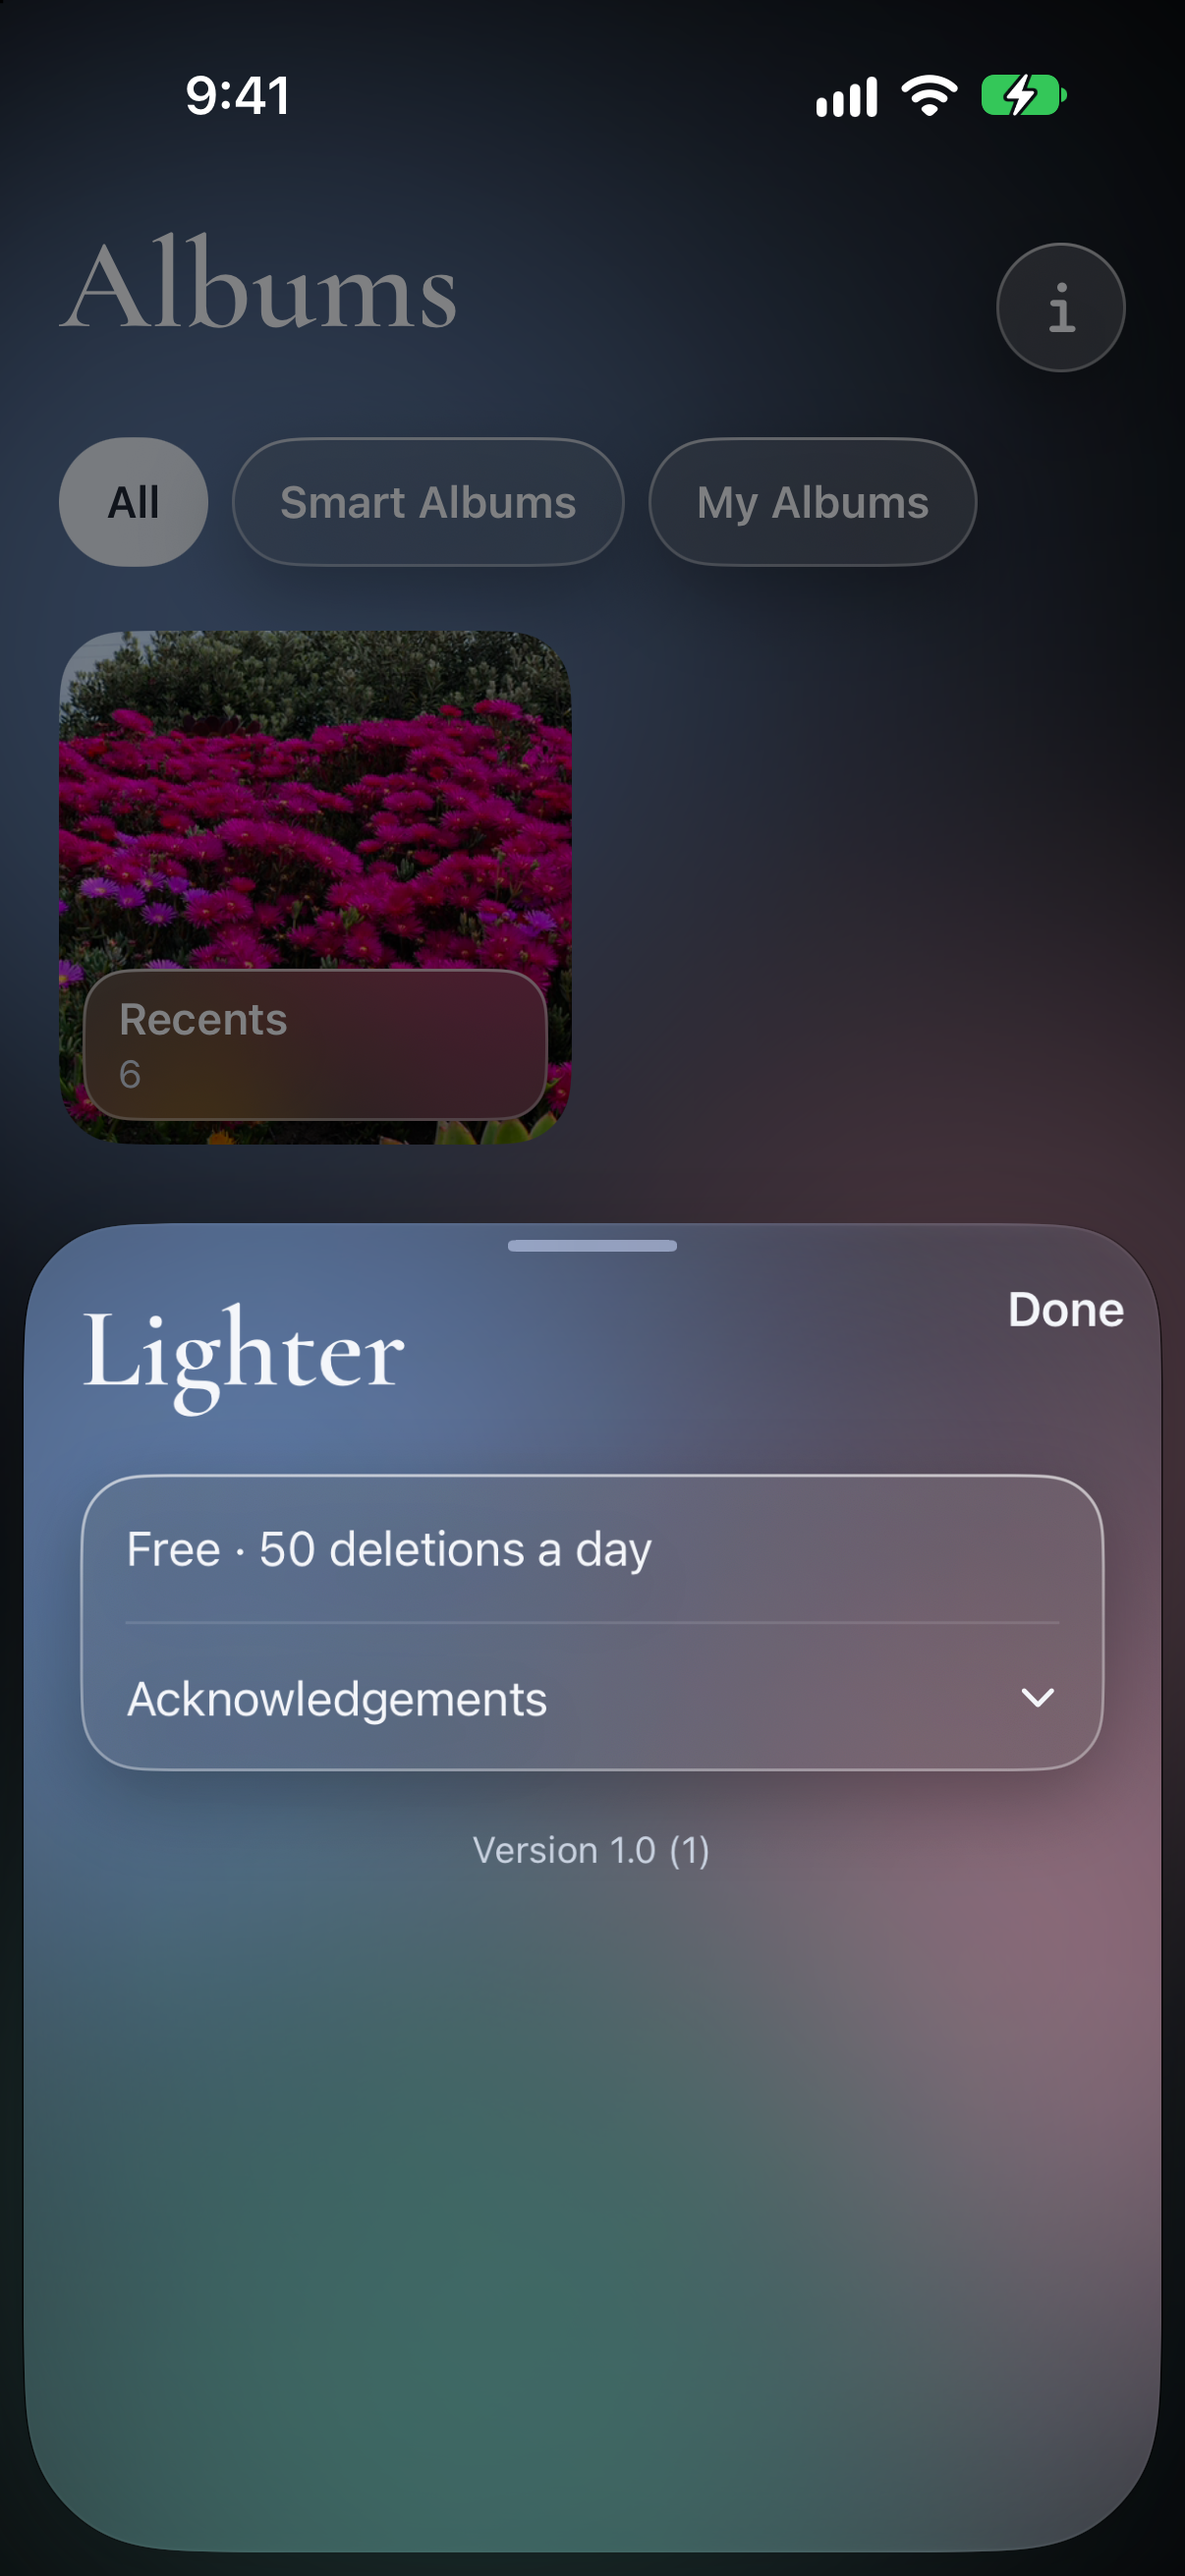 9:41
Albums
All
Smart Albums
My Albums
Recents
6
Lighter
Done
Free · 50 deletions a day
Acknowledgements
Version 1.0 (1)